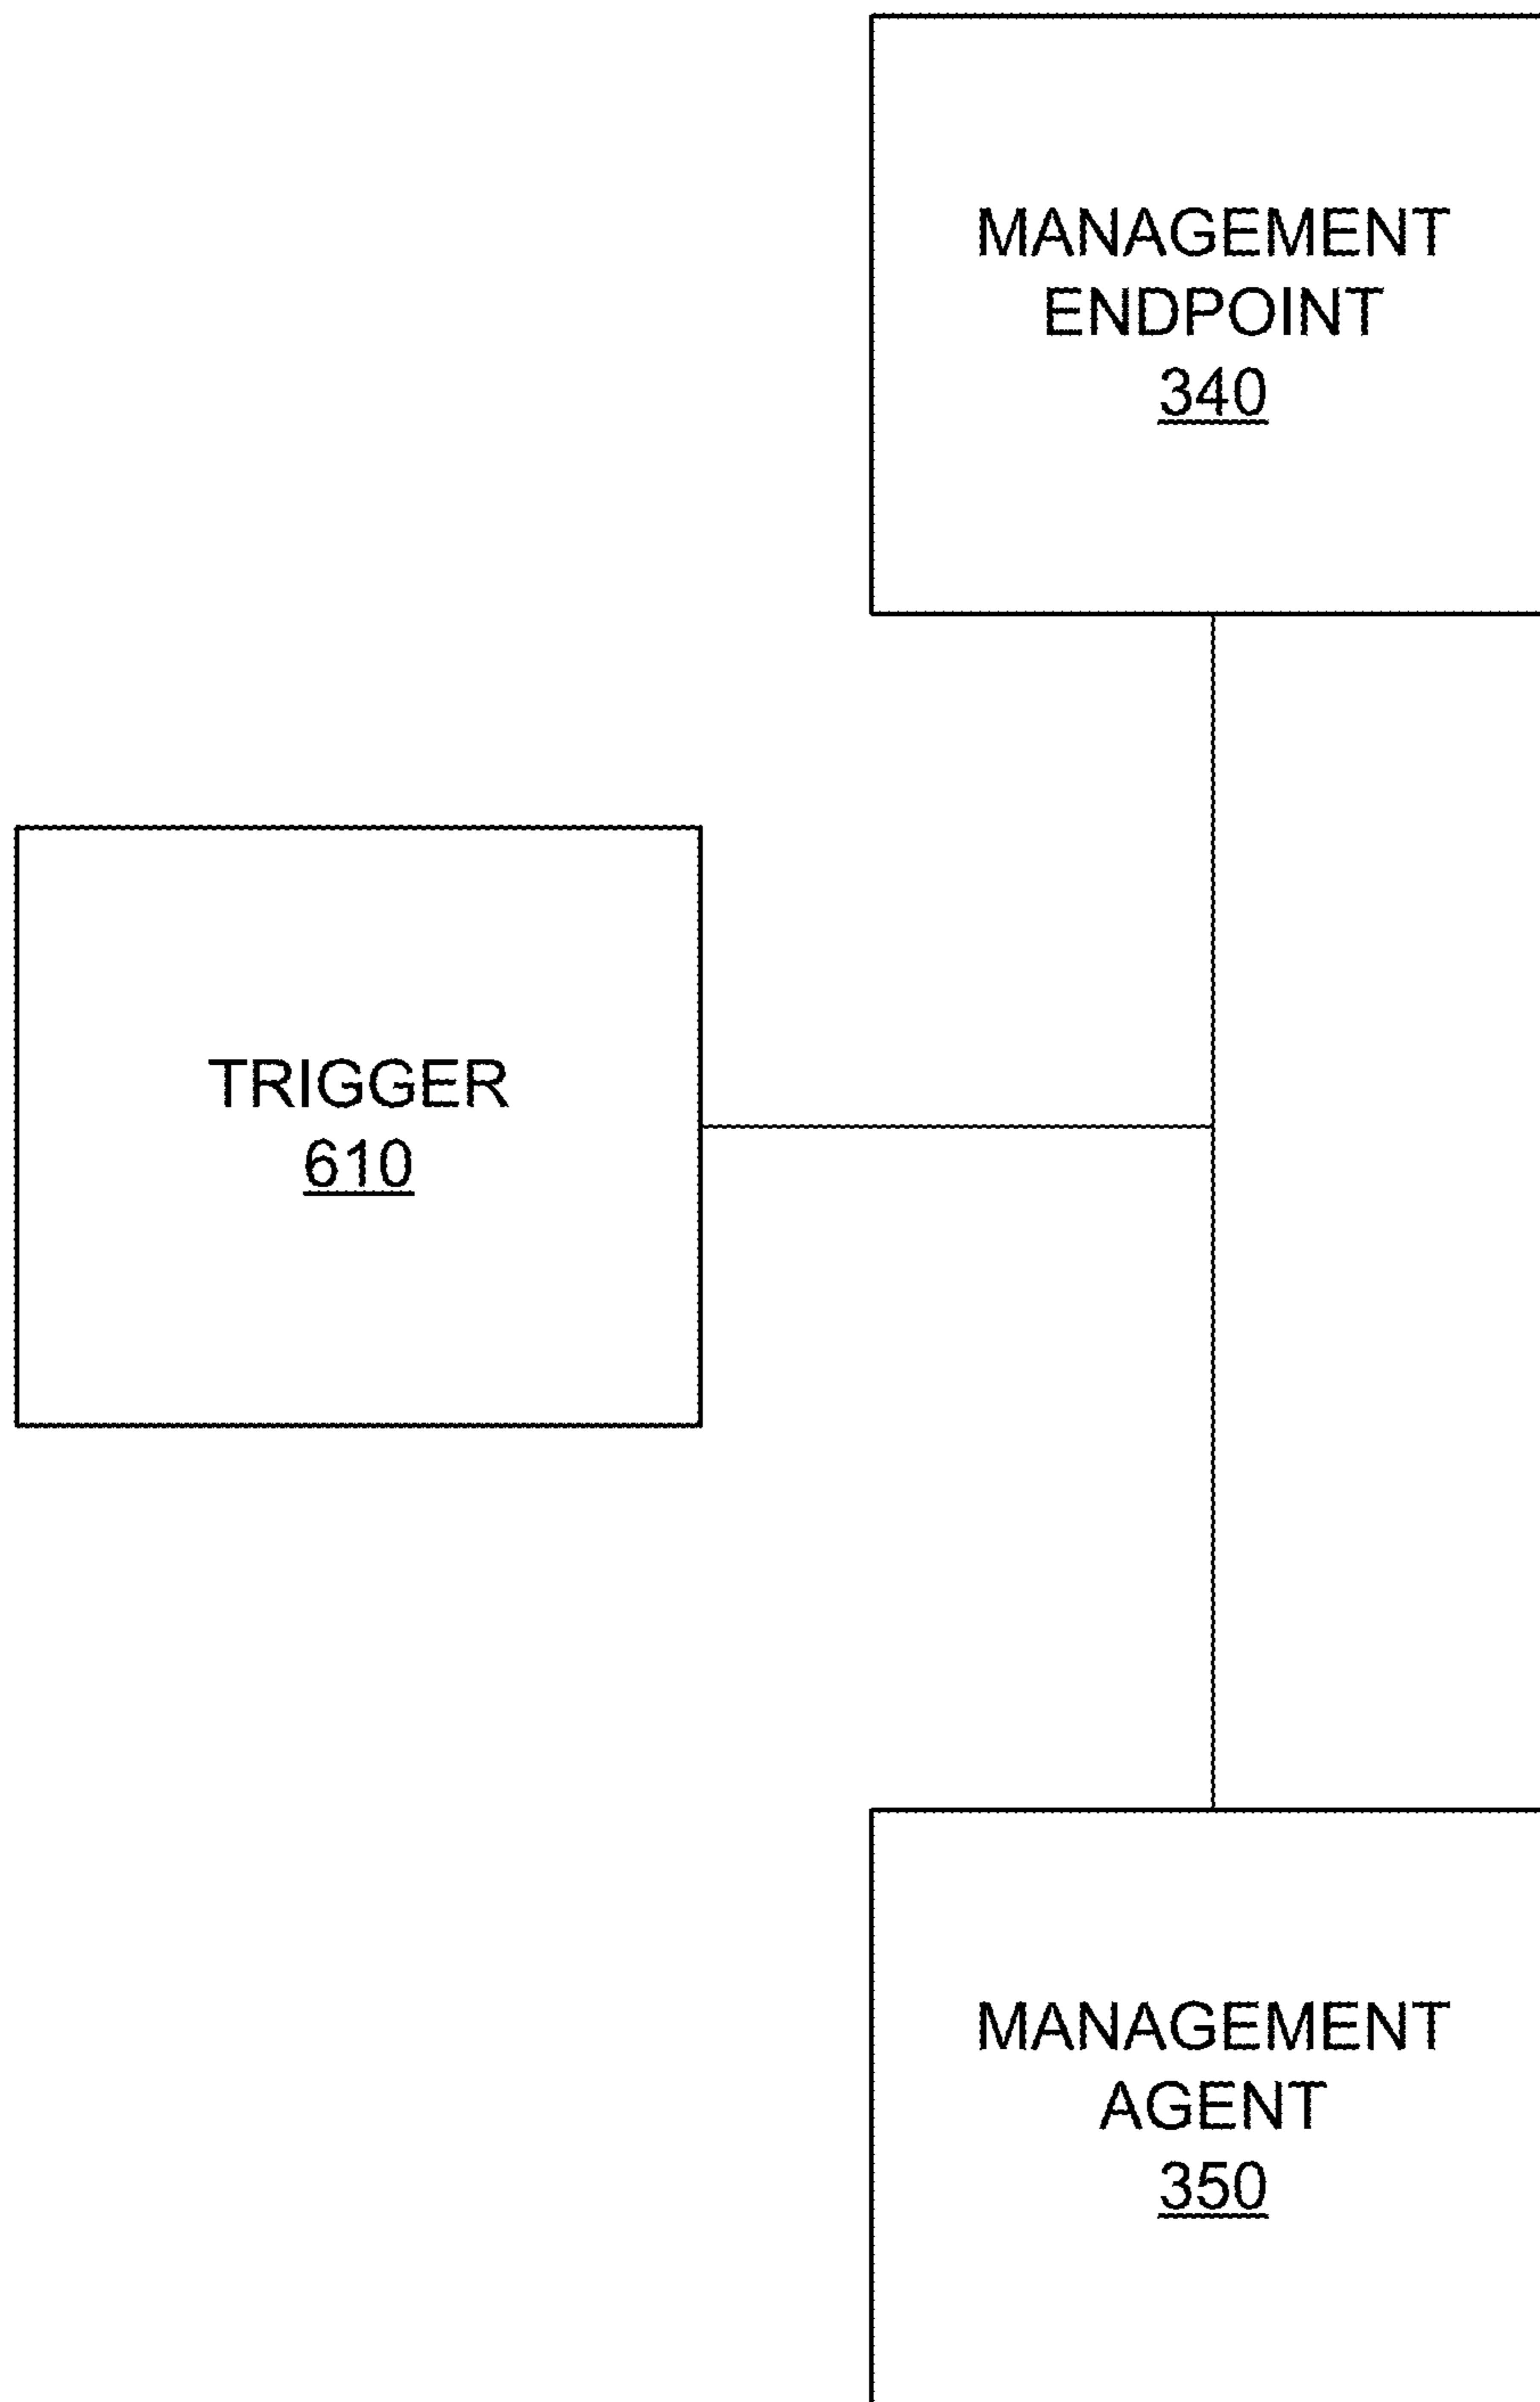 MANAGEMENT
ENDPOINT
340
TRIGGER
610
MANAGEMENT
AGENT
350